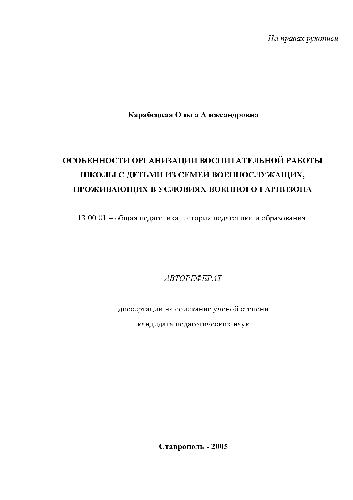 На правах рукописи
Карабецкая Ольга Александровна
ОСОБЕННОСТИ ОРГАНИЗАЦИИ ВОСПИТАТЕЛЬНОЙ РАБОТЫ
ШКОЛЫ С ДЕТЬМИ ИЗ СЕМЕЙ ВОЕННОСЛУЖАЩИХ,
ПРОЖИВАЮЩИХ В УСЛОВИЯХ ВОЕННОГО ГАРНИЗОНА
13.00.01 – общая педагогика, история педагогики и образования
АВТОРЕФЕРАТ
диссертации на соискание ученой степени
кандидата педагогических наук
Ставрополь - 2005